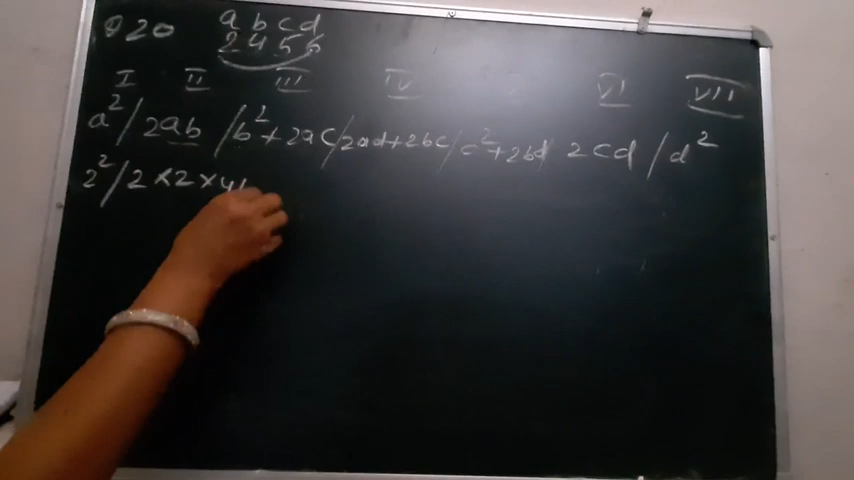 Q20 a b c d
2 4 5 6
I II III IV VI VII
a²/2ab/b²+2ac/2ad+2bc/c²+2bd 2cd/d²
2²/2×2×4